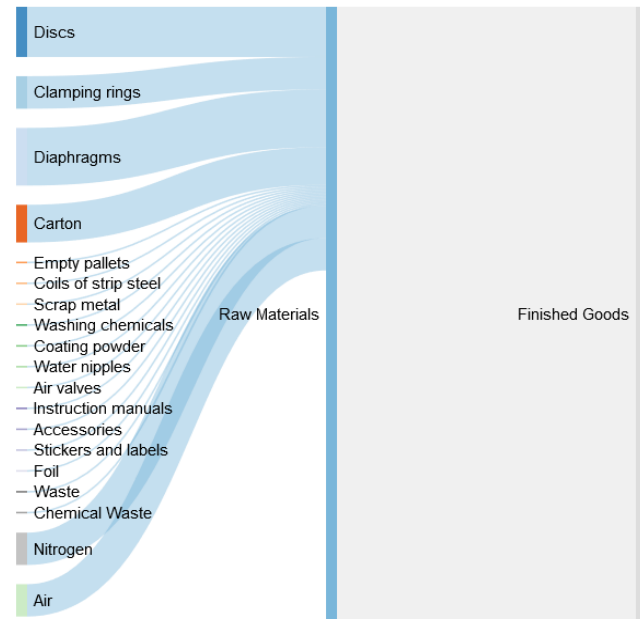 Discs
Clamping rings
Diaphragms
Carton
Empty pallets
Coils of strip steel
Scrap metal
Raw Materials
Finished Goods
Washing chemicals
Coating powder
Water nipples
Air valves
Instruction manuals
Accessories
Stickers and labels
Foil
Waste
Chemical Waste
Nitrogen
Air